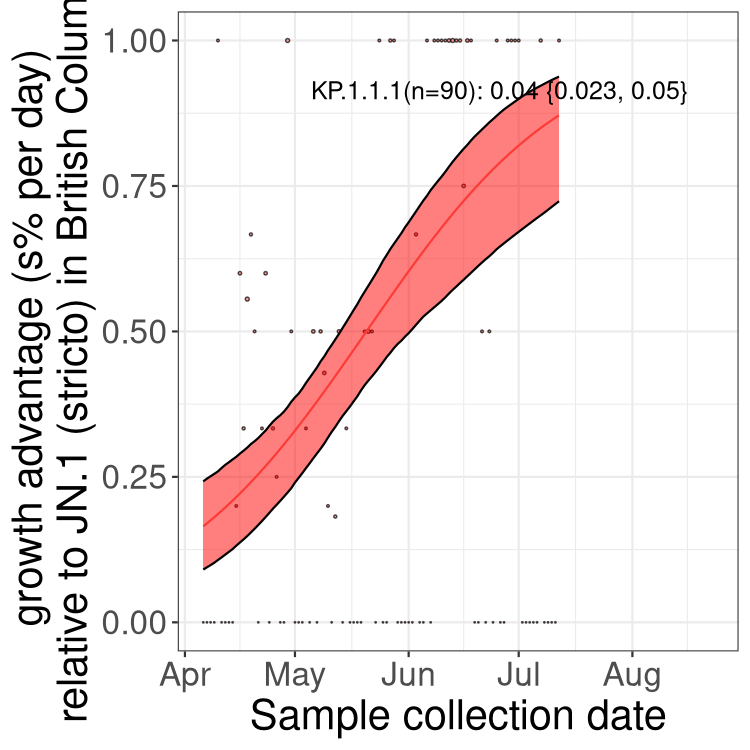 growth advantage (s% per day)
relative to JN.1 (stricto) in British Colum
1.00
0.75
0.50
0.25
0.00
KP.1.1.1(n=90): 0.04 {0.023, 0.05}
Apr May Jun Jul Aug
Sample collection date